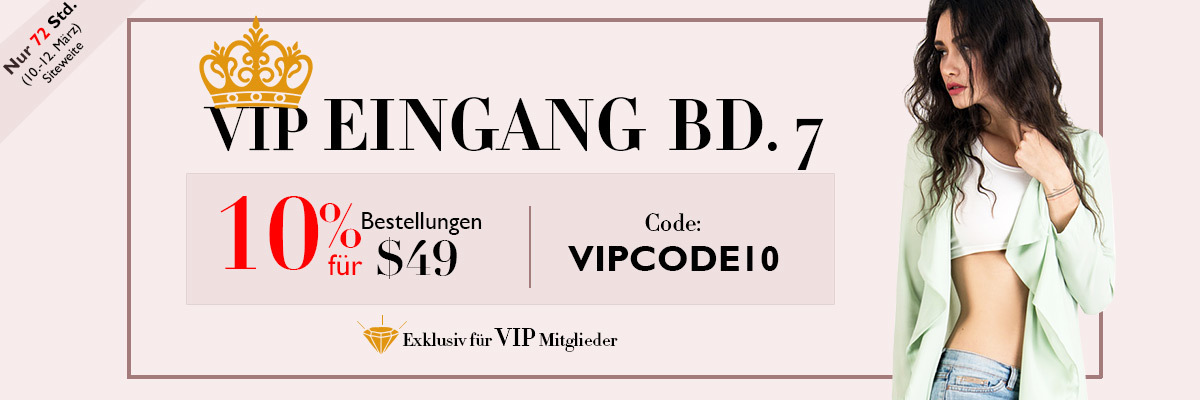 Nur 72 Std.
(10.-12. März)
Siteweite
VIP EINGANG BD. 7
10% für
Bestellungen
$49
Code:
VIPCODE10
Exklusiv für VIP Mitglieder